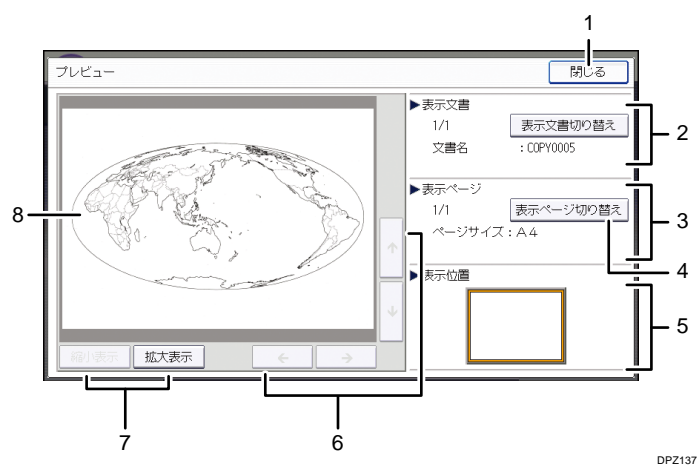 1
プレビュー
閉じる
▶表示文書
1/1
表示文書切り替え
2
文書名 :COPY0005
▶表示ページ
1/1
表示ページ切り替え
3
ページサイズ:A4
8
↑
4
▶表示位置
↓
5
縮小表示
拡大表示
←
→
7
6
DPZ137